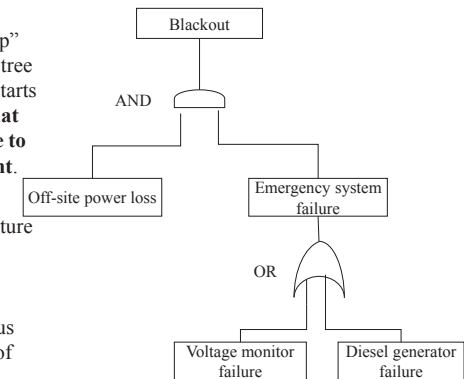 Blackout
p”
tree
tarts
AND
at
e to
nt.
Off-site power loss
Emergency system
failure
ture
OR
us
of
Voltage monitor
failure
Diesel generator
failure